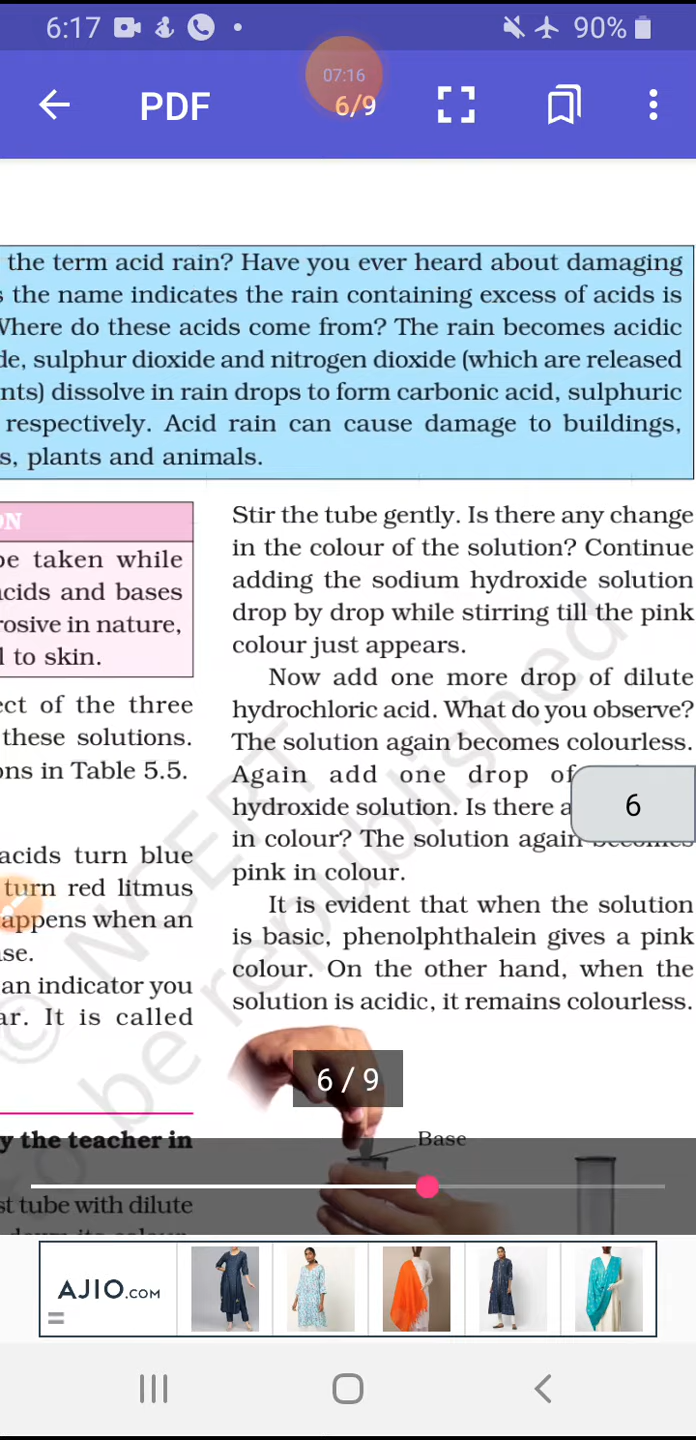 6:17
90%
07:16
PDF
6/9
the term acid rain? Have you ever heard about damaging
the name indicates the rain containing excess of acids is
Where do these acids come from? The rain becomes acidic
de, sulphur dioxide and nitrogen dioxide (which are released
nts) dissolve in rain drops to form carbonic acid, sulphuric
respectively. Acid rain can cause damage to buildings,
s, plants and animals.
ON
be taken while
acids and bases
rosive in nature,
l to skin.
ect of the three
these solutions.
ons in Table 5.5.
acids turn blue
turn red litmus
appens when an
se.
an indicator you
ar. It is called
y the teacher in
st tube with dilute
Stir the tube gently. Is there any change
in the colour of the solution? Continue
adding the sodium hydroxide solution
drop by drop while stirring till the pink
colour just appears.
Now add one more drop of dilute
hydrochloric acid. What do you observe?
The solution again becomes colourless.
Again add one drop of
hydroxide solution. Is there a
6
in colour? The solution again becomes
pink in colour.
It is evident that when the solution
is basic, phenolphthalein gives a pink
colour. On the other hand, when the
solution is acidic, it remains colourless.
6 / 9
Base
© NCERT
to be republished
AJIO.COM